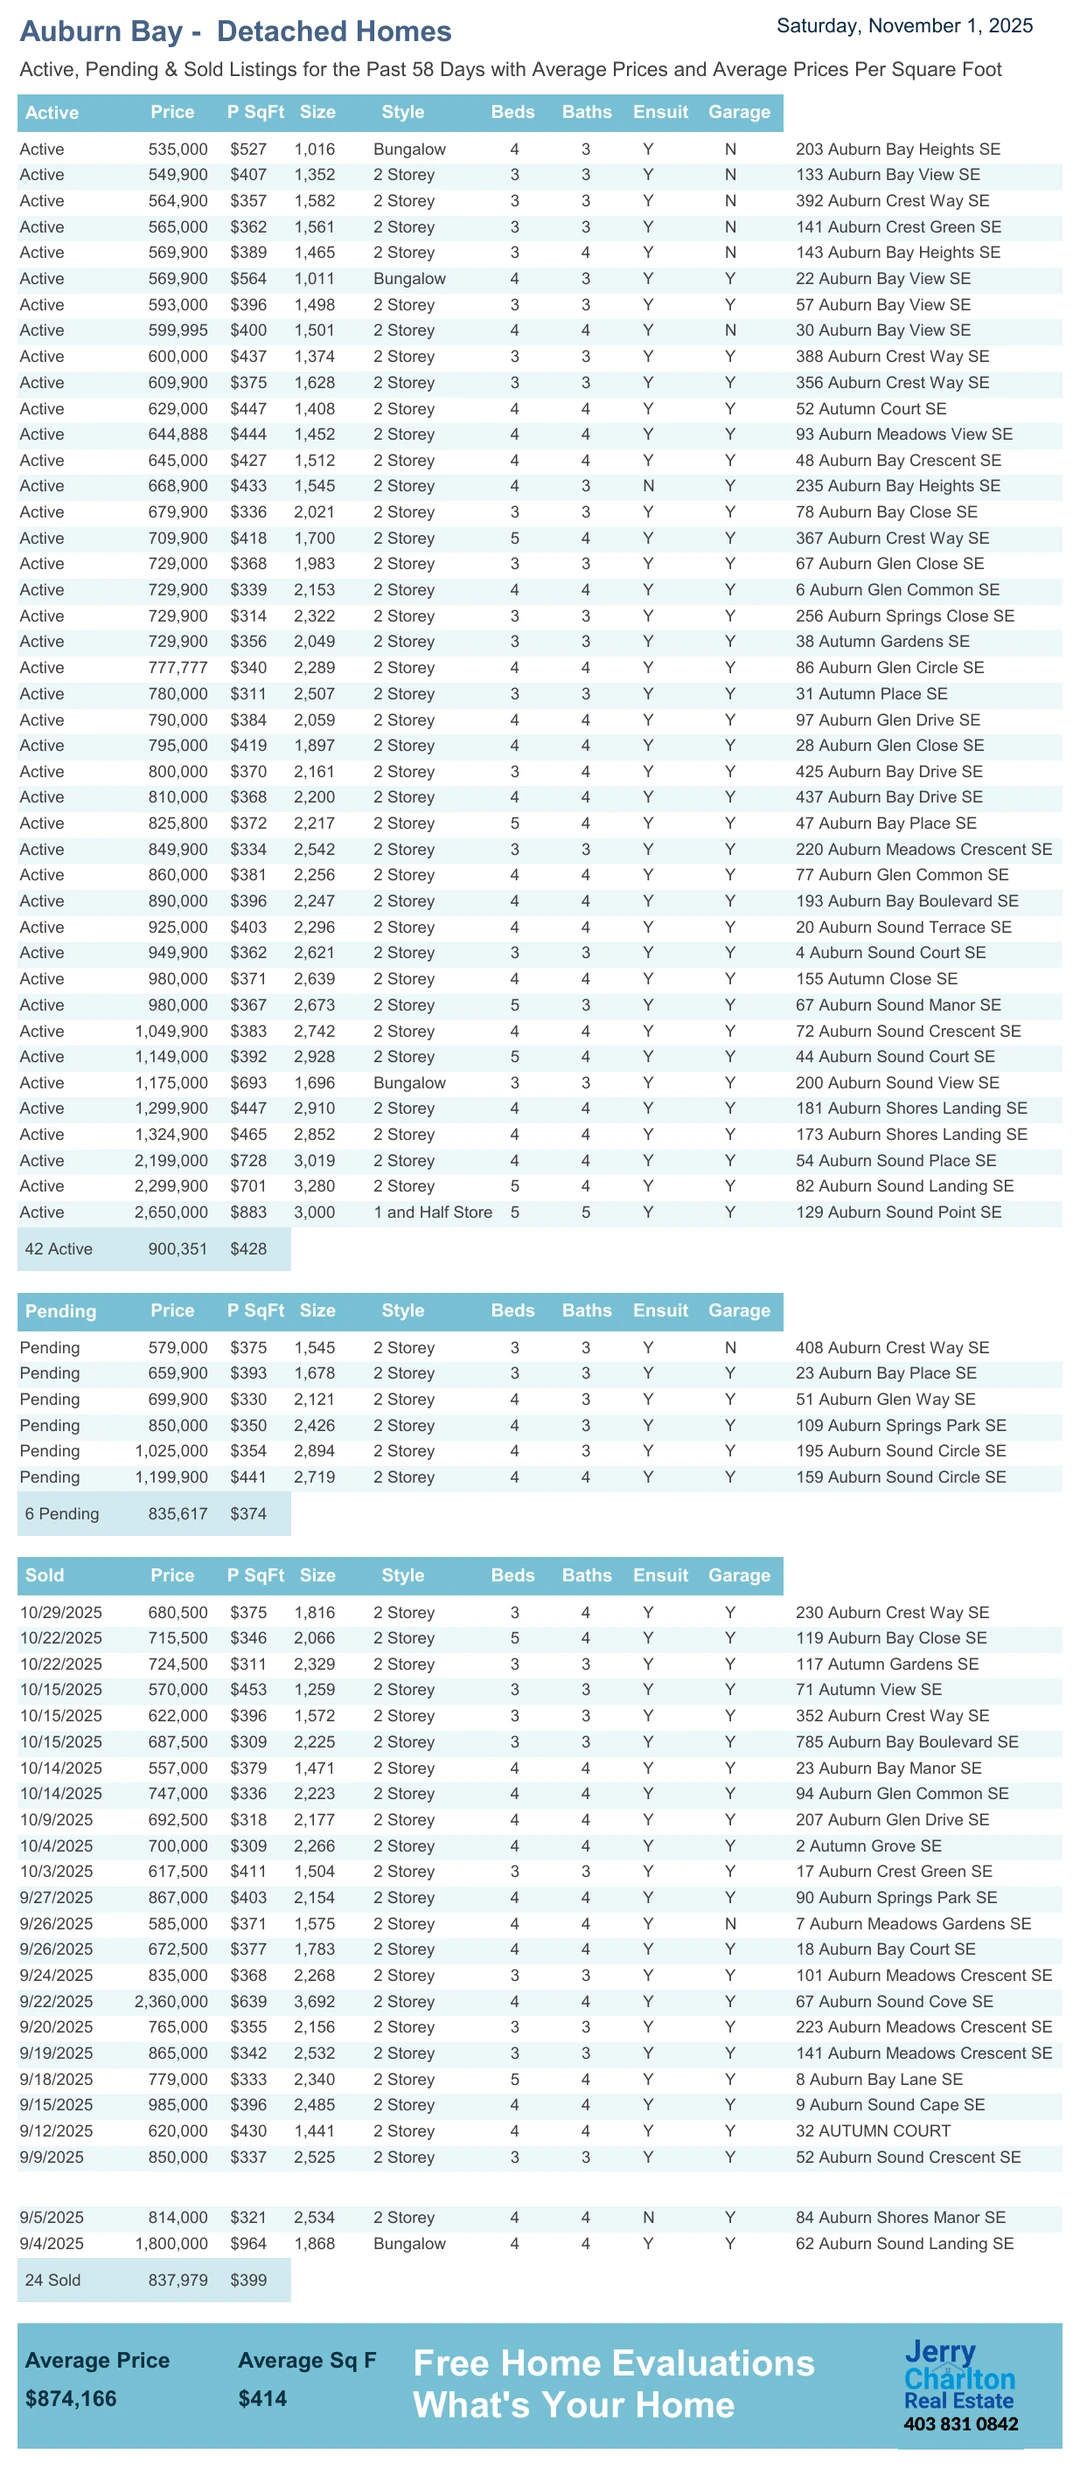 Auburn Bay - Detached Homes
Saturday, November 1, 2025
Active, Pending & Sold Listings for the Past 58 Days with Average Prices and Average Prices Per Square Foot
Active Price P SqFt Size Style Beds Baths Ensuit Garage
Active 535,000 $527 1,016 Bungalow 4 3 Y N 203 Auburn Bay Heights SE
Active 549,900 $407 1,352 2 Storey 3 3 Y N 133 Auburn Bay View SE
Active 564,900 $357 1,582 2 Storey 3 3 Y N 392 Auburn Crest Way SE
Active 565,000 $362 1,561 2 Storey 3 3 Y N 141 Auburn Crest Green SE
Active 569,900 $389 1,465 2 Storey 3 4 Y N 143 Auburn Bay Heights SE
Active 569,900 $564 1,011 Bungalow 4 3 Y Y 22 Auburn Bay View SE
Active 593,000 $396 1,498 2 Storey 3 3 Y Y 57 Auburn Bay View SE
Active 599,995 $400 1,501 2 Storey 4 4 Y N 30 Auburn Bay View SE
Active 600,000 $437 1,374 2 Storey 3 3 Y Y 388 Auburn Crest Way SE
Active 609,900 $375 1,628 2 Storey 3 3 Y Y 356 Auburn Crest Way SE
Active 629,000 $447 1,408 2 Storey 4 4 Y Y 52 Autumn Court SE
Active 644,888 $444 1,452 2 Storey 4 4 Y Y 93 Auburn Meadows View SE
Active 645,000 $427 1,512 2 Storey 4 4 Y Y 48 Auburn Bay Crescent SE
Active 668,900 $433 1,545 2 Storey 4 3 N Y 235 Auburn Bay Heights SE
Active 679,900 $336 2,021 2 Storey 3 3 Y Y 78 Auburn Bay Close SE
Active 709,900 $418 1,700 2 Storey 5 4 Y Y 367 Auburn Crest Way SE
Active 729,000 $368 1,983 2 Storey 3 3 Y Y 67 Auburn Glen Close SE
Active 729,900 $339 2,153 2 Storey 4 4 Y Y 6 Auburn Glen Common SE
Active 729,900 $314 2,322 2 Storey 3 3 Y Y 256 Auburn Springs Close SE
Active 729,900 $356 2,049 2 Storey 3 3 Y Y 38 Autumn Gardens SE
Active 777,777 $340 2,289 2 Storey 4 4 Y Y 86 Auburn Glen Circle SE
Active 780,000 $311 2,507 2 Storey 3 3 Y Y 31 Autumn Place SE
Active 790,000 $384 2,059 2 Storey 4 4 Y Y 97 Auburn Glen Drive SE
Active 795,000 $419 1,897 2 Storey 4 4 Y Y 28 Auburn Glen Close SE
Active 800,000 $370 2,161 2 Storey 3 4 Y Y 425 Auburn Bay Drive SE
Active 810,000 $368 2,200 2 Storey 4 4 Y Y 437 Auburn Bay Drive SE
Active 825,800 $372 2,217 2 Storey 5 4 Y Y 47 Auburn Bay Place SE
Active 849,900 $334 2,542 2 Storey 3 3 Y Y 220 Auburn Meadows Crescent SE
Active 860,000 $381 2,256 2 Storey 4 4 Y Y 77 Auburn Glen Common SE
Active 890,000 $396 2,247 2 Storey 4 4 Y Y 193 Auburn Bay Boulevard SE
Active 925,000 $403 2,296 2 Storey 4 4 Y Y 20 Auburn Sound Terrace SE
Active 949,900 $362 2,621 2 Storey 3 3 Y Y 4 Auburn Sound Court SE
Active 980,000 $371 2,639 2 Storey 4 4 Y Y 155 Autumn Close SE
Active 980,000 $367 2,673 2 Storey 5 3 Y Y 67 Auburn Sound Manor SE
Active 1,049,900 $383 2,742 2 Storey 4 4 Y Y 72 Auburn Sound Crescent SE
Active 1,149,000 $392 2,928 2 Storey 5 4 Y Y 44 Auburn Sound Court SE
Active 1,175,000 $693 1,696 Bungalow 3 3 Y Y 200 Auburn Sound View SE
Active 1,299,900 $447 2,910 2 Storey 4 4 Y Y 181 Auburn Shores Landing SE
Active 1,324,900 $465 2,852 2 Storey 4 4 Y Y 173 Auburn Shores Landing SE
Active 2,199,000 $728 3,019 2 Storey 4 4 Y Y 54 Auburn Sound Place SE
Active 2,299,900 $701 3,280 2 Storey 5 4 Y Y 82 Auburn Sound Landing SE
Active 2,650,000 $883 3,000 1 and Half Store 5 5 Y Y 129 Auburn Sound Point SE
42 Active 900,351 $428
Pending Price P SqFt Size Style Beds Baths Ensuit Garage
Pending 579,000 $375 1,545 2 Storey 3 3 Y N 408 Auburn Crest Way SE
Pending 659,900 $393 1,678 2 Storey 3 3 Y Y 23 Auburn Bay Place SE
Pending 699,900 $330 2,121 2 Storey 4 3 Y Y 51 Auburn Glen Way SE
Pending 850,000 $350 2,426 2 Storey 4 3 Y Y 109 Auburn Springs Park SE
Pending 1,025,000 $354 2,894 2 Storey 4 3 Y Y 195 Auburn Sound Circle SE
Pending 1,199,900 $441 2,719 2 Storey 4 4 Y Y 159 Auburn Sound Circle SE
6 Pending 835,617 $374
Sold Price P SqFt Size Style Beds Baths Ensuit Garage
10/29/2025 680,500 $375 1,816 2 Storey 3 4 Y Y 230 Auburn Crest Way SE
10/22/2025 715,500 $346 2,066 2 Storey 5 4 Y Y 119 Auburn Bay Close SE
10/22/2025 724,500 $311 2,329 2 Storey 3 3 Y Y 117 Autumn Gardens SE
10/15/2025 570,000 $453 1,259 2 Storey 3 3 Y Y 71 Autumn View SE
10/15/2025 622,000 $396 1,572 2 Storey 3 3 Y Y 352 Auburn Crest Way SE
10/15/2025 687,500 $309 2,225 2 Storey 3 3 Y Y 785 Auburn Bay Boulevard SE
10/14/2025 557,000 $379 1,471 2 Storey 4 4 Y Y 23 Auburn Bay Manor SE
10/14/2025 747,000 $336 2,223 2 Storey 4 4 Y Y 94 Auburn Glen Common SE
10/9/2025 692,500 $318 2,177 2 Storey 4 4 Y Y 207 Auburn Glen Drive SE
10/4/2025 700,000 $309 2,266 2 Storey 4 4 Y Y 2 Autumn Grove SE
10/3/2025 617,500 $411 1,504 2 Storey 3 3 Y Y 17 Auburn Crest Green SE
9/27/2025 867,000 $403 2,154 2 Storey 4 4 Y Y 90 Auburn Springs Park SE
9/26/2025 585,000 $371 1,575 2 Storey 4 4 Y N 7 Auburn Meadows Gardens SE
9/26/2025 672,500 $377 1,783 2 Storey 4 4 Y Y 18 Auburn Bay Court SE
9/24/2025 835,000 $368 2,268 2 Storey 3 3 Y Y 101 Auburn Meadows Crescent SE
9/22/2025 2,360,000 $639 3,692 2 Storey 4 4 Y Y 67 Auburn Sound Cove SE
9/20/2025 765,000 $355 2,156 2 Storey 3 3 Y Y 223 Auburn Meadows Crescent SE
9/19/2025 865,000 $342 2,532 2 Storey 3 3 Y Y 141 Auburn Meadows Crescent SE
9/18/2025 779,000 $333 2,340 2 Storey 5 4 Y Y 8 Auburn Bay Lane SE
9/15/2025 985,000 $396 2,485 2 Storey 4 4 Y Y 9 Auburn Sound Cape SE
9/12/2025 620,000 $430 1,441 2 Storey 4 4 Y Y 32 AUTUMN COURT
9/9/2025 850,000 $337 2,525 2 Storey 3 3 Y Y 52 Auburn Sound Crescent SE
9/5/2025 814,000 $321 2,534 2 Storey 4 4 N Y 84 Auburn Shores Manor SE
9/4/2025 1,800,000 $964 1,868 Bungalow 4 4 Y Y 62 Auburn Sound Landing SE
24 Sold 837,979 $399
Average Price Average Sq F
$874,166 $414
Free Home Evaluations
What's Your Home
Jerry
Charlton
Real Estate
403 831 0842